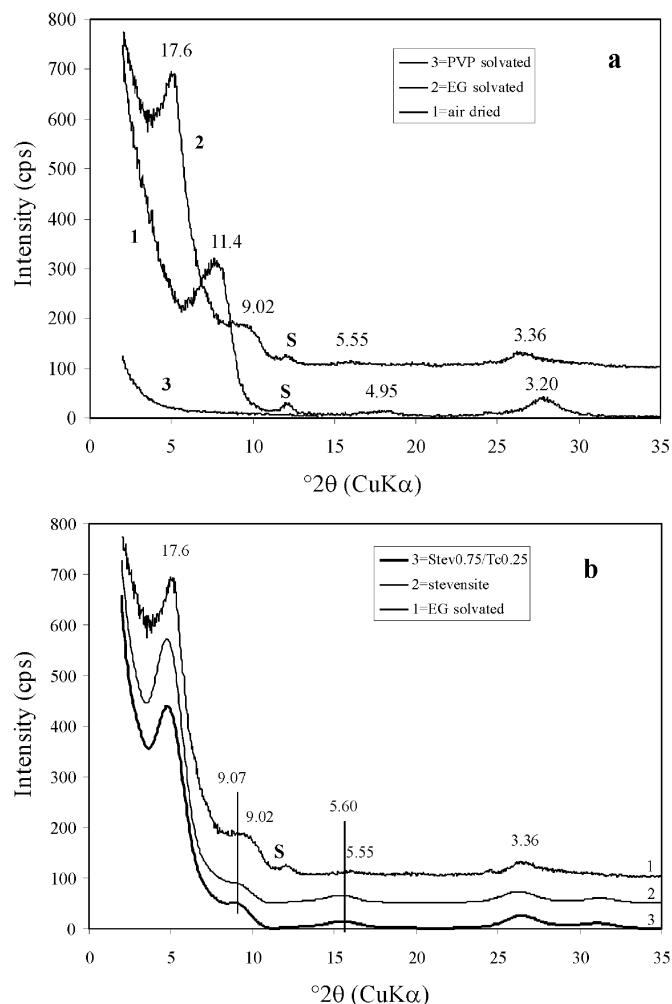 800
700
600
500
400
300
200
100
0
Intensity (cps)
17.6
a
3=PVP solvated
2=EG solvated
1=air dried
2
1
11.4
9.02
S
5.55
3.36
3
S
4.95
3.20
0 5 10 15 20 25 30 35
°2θ (CuKα)
800
700
600
500
400
300
200
100
0
Intensity (cps)
17.6
b
3=Stev0.75/Tc0.25
2=stevensite
1=EG solvated
9.07
5.60
9.02
S
5.55
3.36
1
2
3
0 5 10 15 20 25 30 35
°2θ (CuKα)